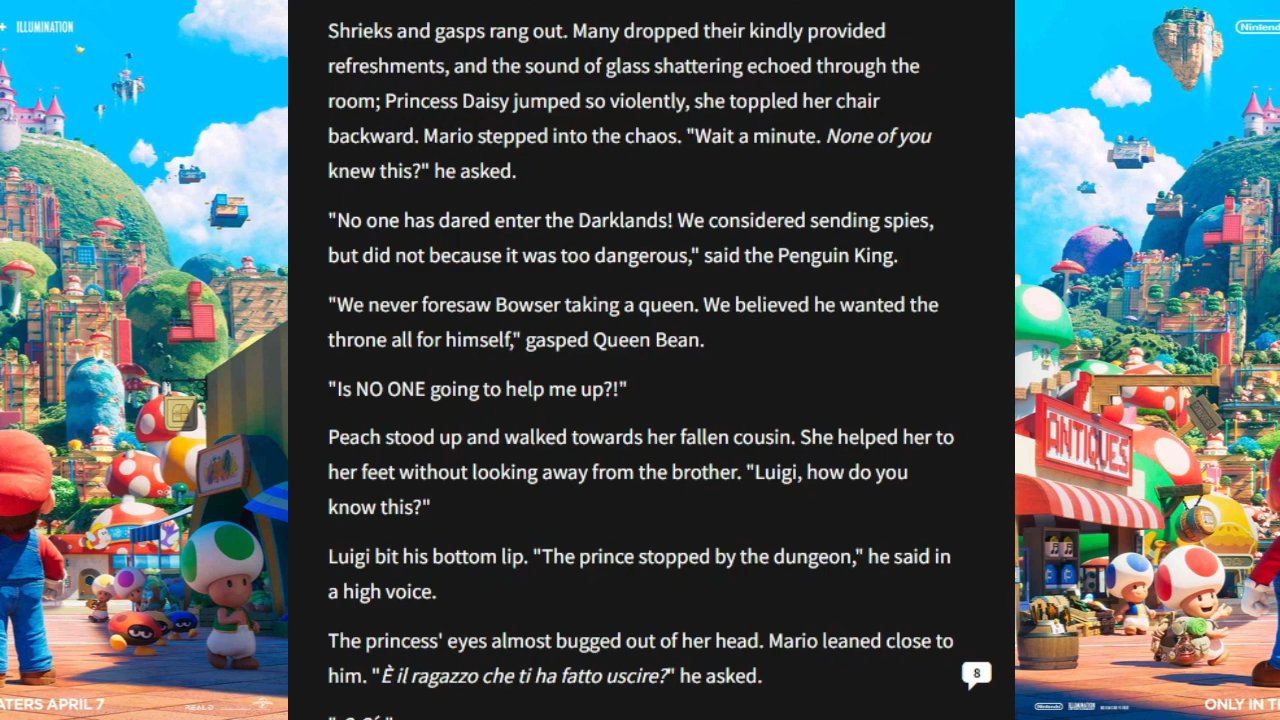 ILLUMINATION
Nintend
Shrieks and gasps rang out. Many dropped their kindly provided
refreshments, and the sound of glass shattering echoed through the
room; Princess Daisy jumped so violently, she toppled her chair
backward. Mario stepped into the chaos. "Wait a minute. None of you
knew this?" he asked.
"No one has dared enter the Darklands! We considered sending spies,
but did not because it was too dangerous," said the Penguin King.
"We never foresaw Bowser taking a queen. We believed he wanted the
throne all for himself," gasped Queen Bean.
"Is NO ONE going to help me up?!"
Peach stood up and walked towards her fallen cousin. She helped her to
her feet without looking away from the brother. "Luigi, how do you
know this?"
Luigi bit his bottom lip. "The prince stopped by the dungeon," he said in
a high voice.
The princess' eyes almost bugged out of her head. Mario leaned close to
him. "È il ragazzo che ti ha fatto uscire?" he asked.
8
ANTIQUES
ATERS APRIL 7
REALD
Nintendo
ILLUMINATION
ONLY IN T